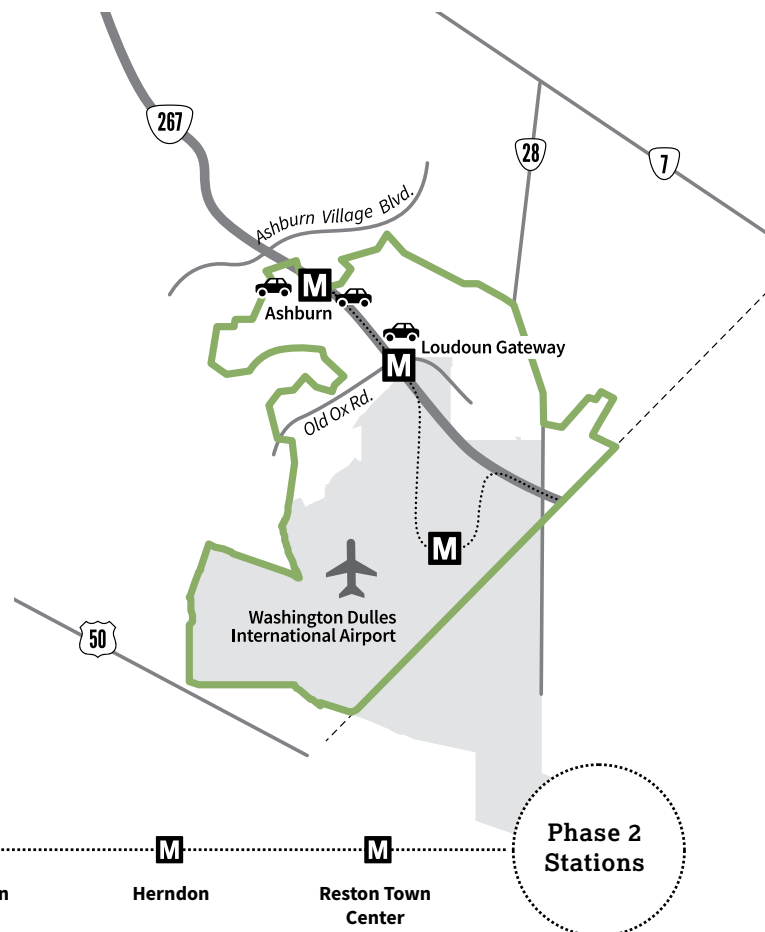 267
28
7
Ashburn Village Blvd.
M
Ashburn
Loudoun Gateway
M
Old Ox Rd.
M
Washington Dulles
International Airport
50
Phase 2
Stations
M
M
n
Herndon
Reston Town
Center